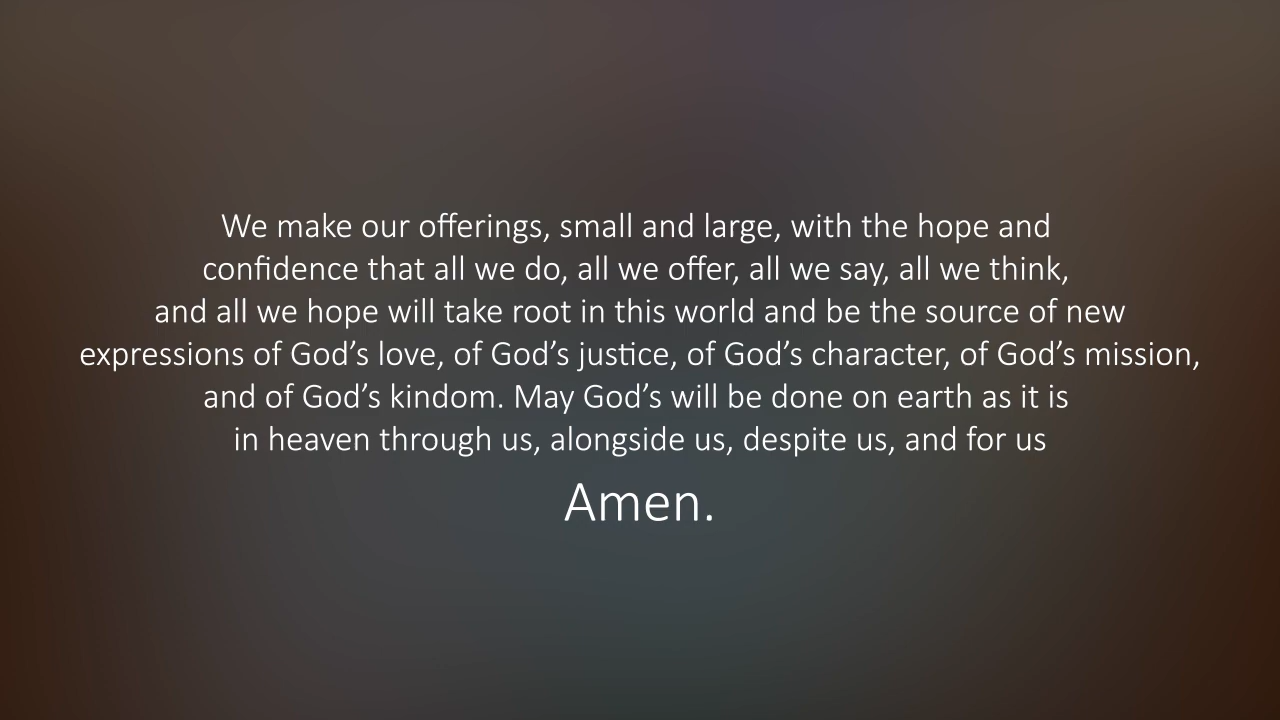 We make our offerings, small and large, with the hope and
confidence that all we do, all we offer, all we say, all we think,
and all we hope will take root in this world and be the source of new
expressions of God’s love, of God’s justice, of God’s character, of God’s mission,
and of God’s kindom. May God’s will be done on earth as it is
in heaven through us, alongside us, despite us, and for us
Amen.